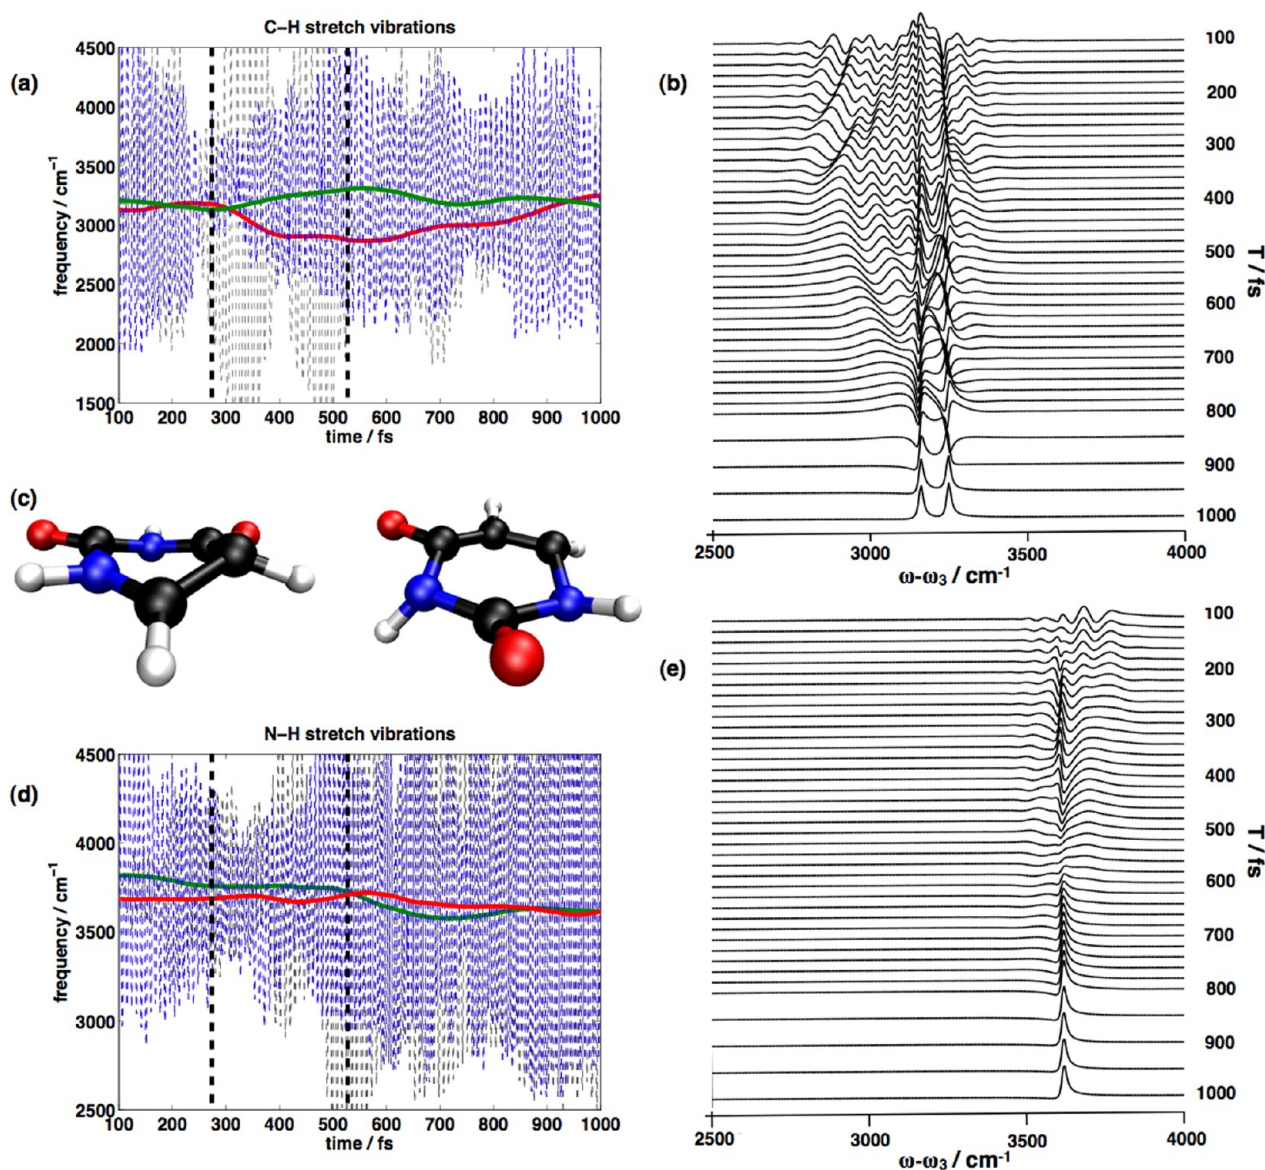 C–H stretch vibrations
(a)
frequency / cm⁻¹
4500
4000
3500
3000
2500
2000
1500
100 200 300 400 500 600 700 800 900 1000
time / fs
(b)
100
200
300
400
500
600
700
800
900
1000
T / fs
2500 3000 3500 4000
ω-ω₃ / cm⁻¹
(c)
N–H stretch vibrations
(d)
frequency / cm⁻¹
4500
4000
3500
3000
2500
100 200 300 400 500 600 700 800 900 1000
time / fs
(e)
100
200
300
400
500
600
700
800
900
1000
T / fs
2500 3000 3500 4000
ω-ω₃ / cm⁻¹